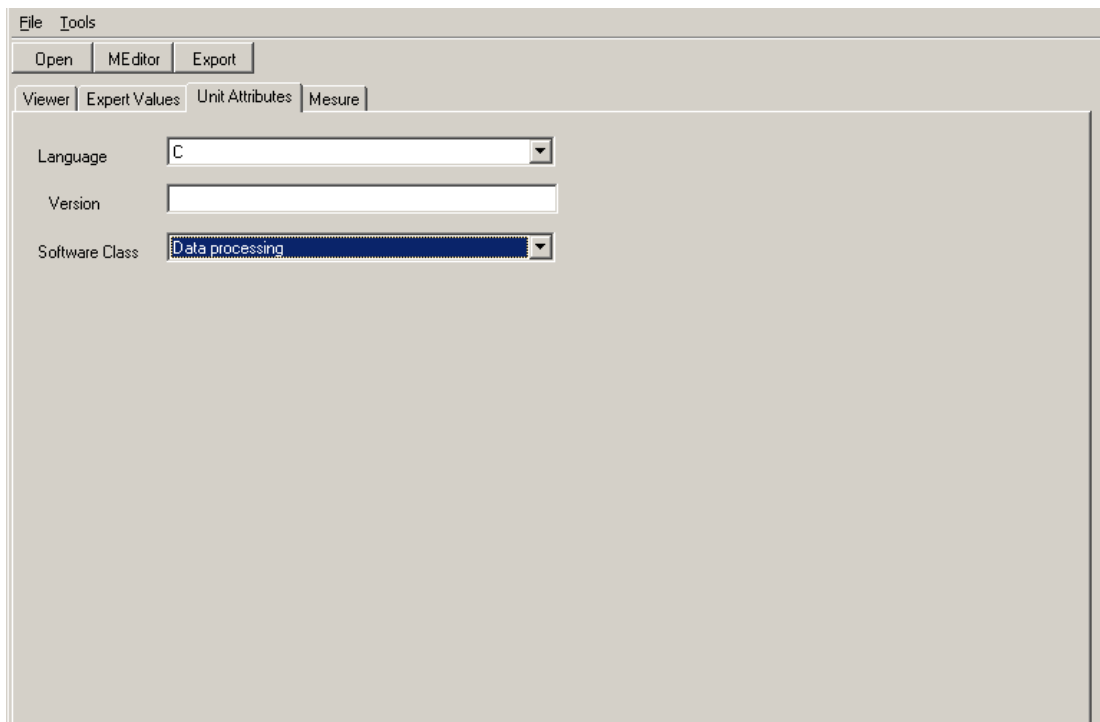 File Tools
Open MEditor Export
Viewer Expert Values Unit Attributes Mesure
Language C
Version
Software Class Data processing